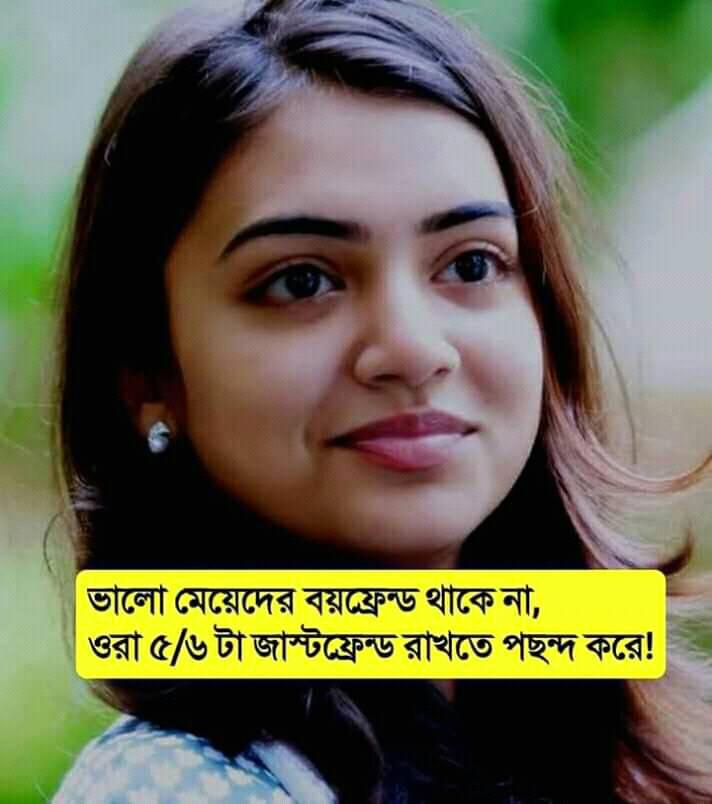 ভালো মেয়েদের বয়ফ্রেন্ড থাকে না,
ওরা ৫/৬ টা জাস্টফ্রেন্ড রাখতে পছন্দ করে!